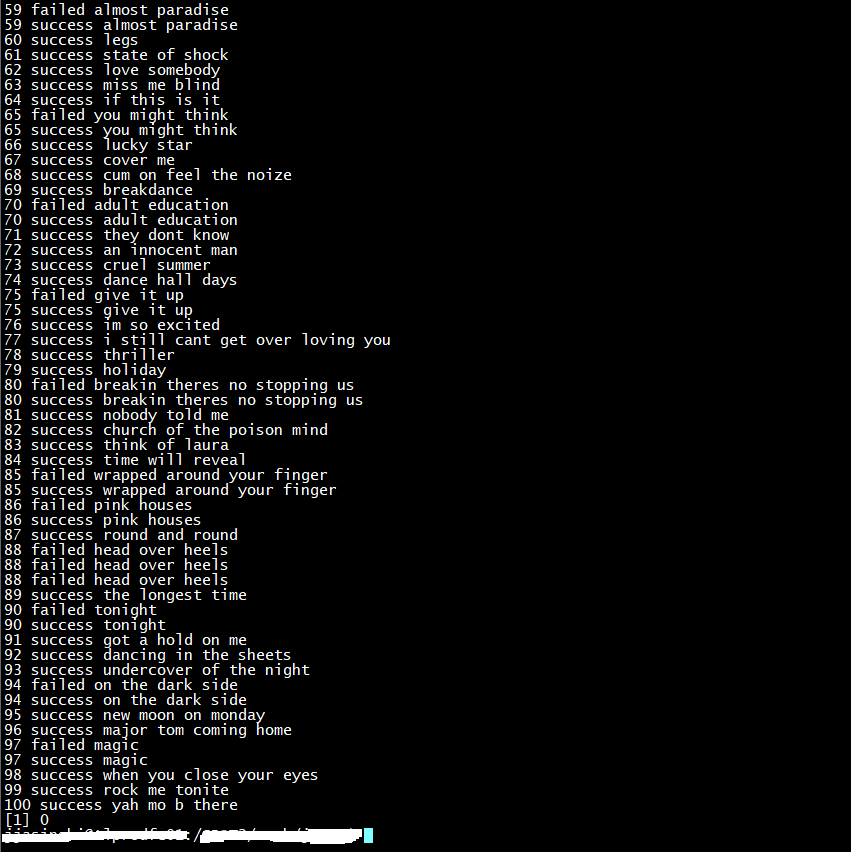 59 failed almost paradise
59 success almost paradise
60 success legs
61 success state of shock
62 success love somebody
63 success miss me blind
64 success if this is it
65 failed you might think
65 success you might think
66 success lucky star
67 success cover me
68 success cum on feel the noize
69 success breakdance
70 failed adult education
70 success adult education
71 success they dont know
72 success an innocent man
73 success cruel summer
74 success dance hall days
75 failed give it up
75 success give it up
76 success im so excited
77 success i still cant get over loving you
78 success thriller
79 success holiday
80 failed breakin theres no stopping us
80 success breakin theres no stopping us
81 success nobody told me
82 success church of the poison mind
83 success think of laura
84 success time will reveal
85 failed wrapped around your finger
85 success wrapped around your finger
86 failed pink houses
86 success pink houses
87 success round and round
88 failed head over heels
88 failed head over heels
88 failed head over heels
89 success the longest time
90 failed tonight
90 success tonight
91 success got a hold on me
92 success dancing in the sheets
93 success undercover of the night
94 failed on the dark side
94 success on the dark side
95 success new moon on monday
96 success major tom coming home
97 failed magic
97 success magic
98 success when you close your eyes
99 success rock me tonite
100 success yah mo b there
[1] 0